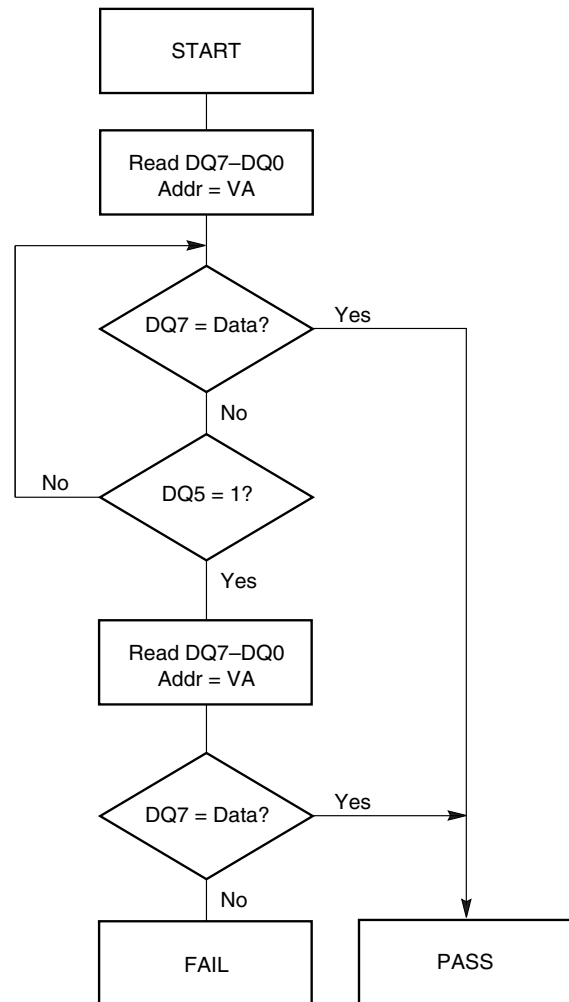 START
Read DQ7–DQ0
Addr = VA
DQ7 = Data?
Yes
No
No
DQ5 = 1?
Yes
Read DQ7–DQ0
Addr = VA
DQ7 = Data?
Yes
No
FAIL
PASS